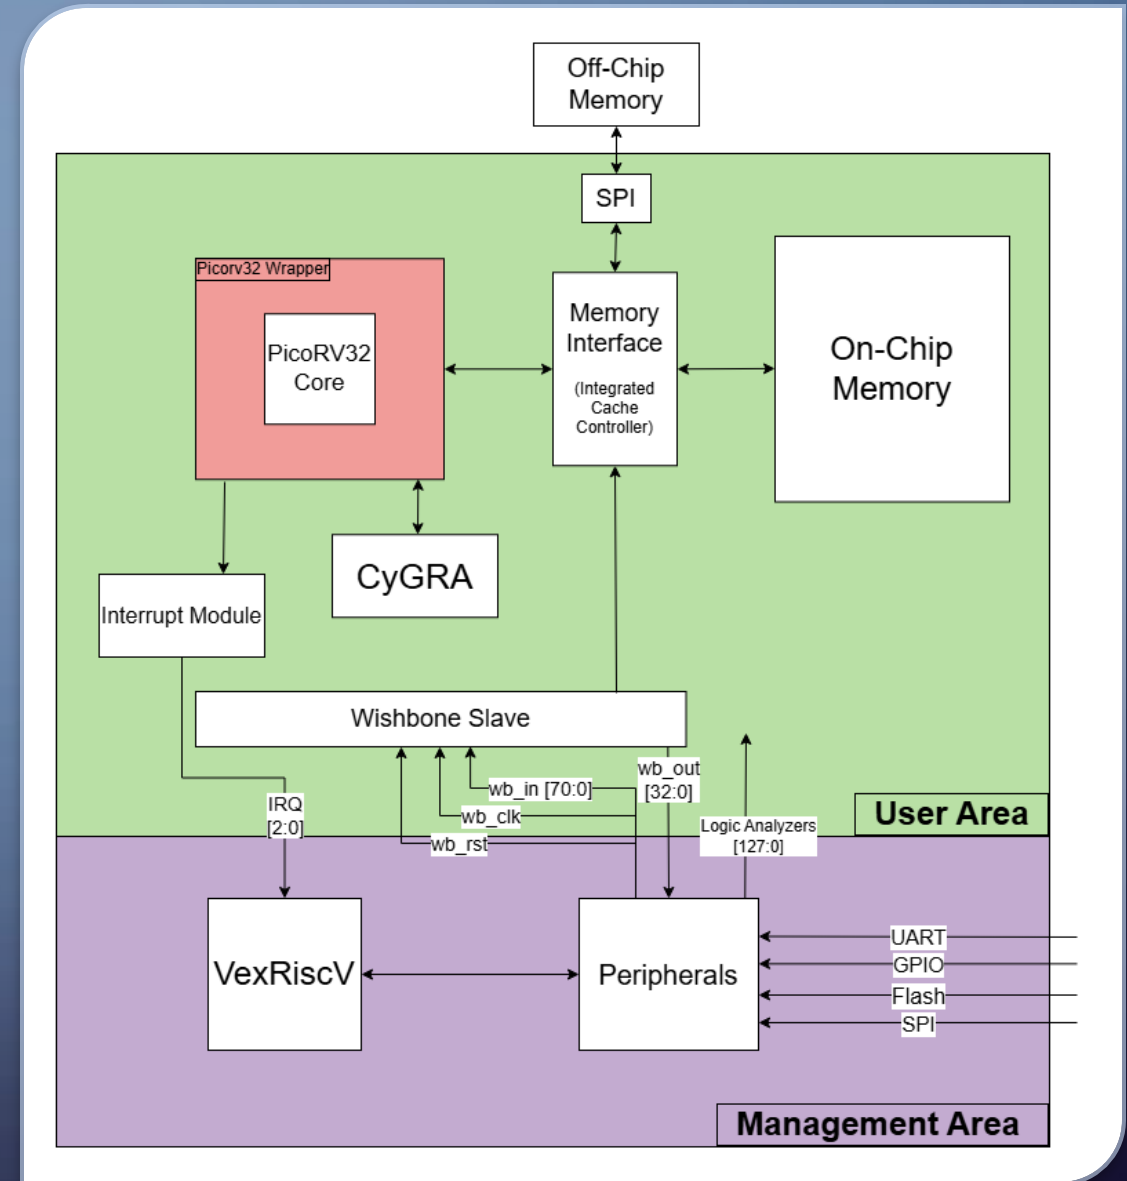 Off-Chip
Memory
SPI
Picorv32 Wrapper
PicoRV32
Core
Memory
Interface
(Integrated
Cache
Controller)
On-Chip
Memory
CyGRA
Interrupt Module
Wishbone Slave
wb_out
[32:0]
wb_in [70:0]
wb_clk
wb_rst
IRQ
[2:0]
Logic Analyzers
[127:0]
User Area
VexRiscV
Peripherals
UART
GPIO
Flash
SPI
Management Area